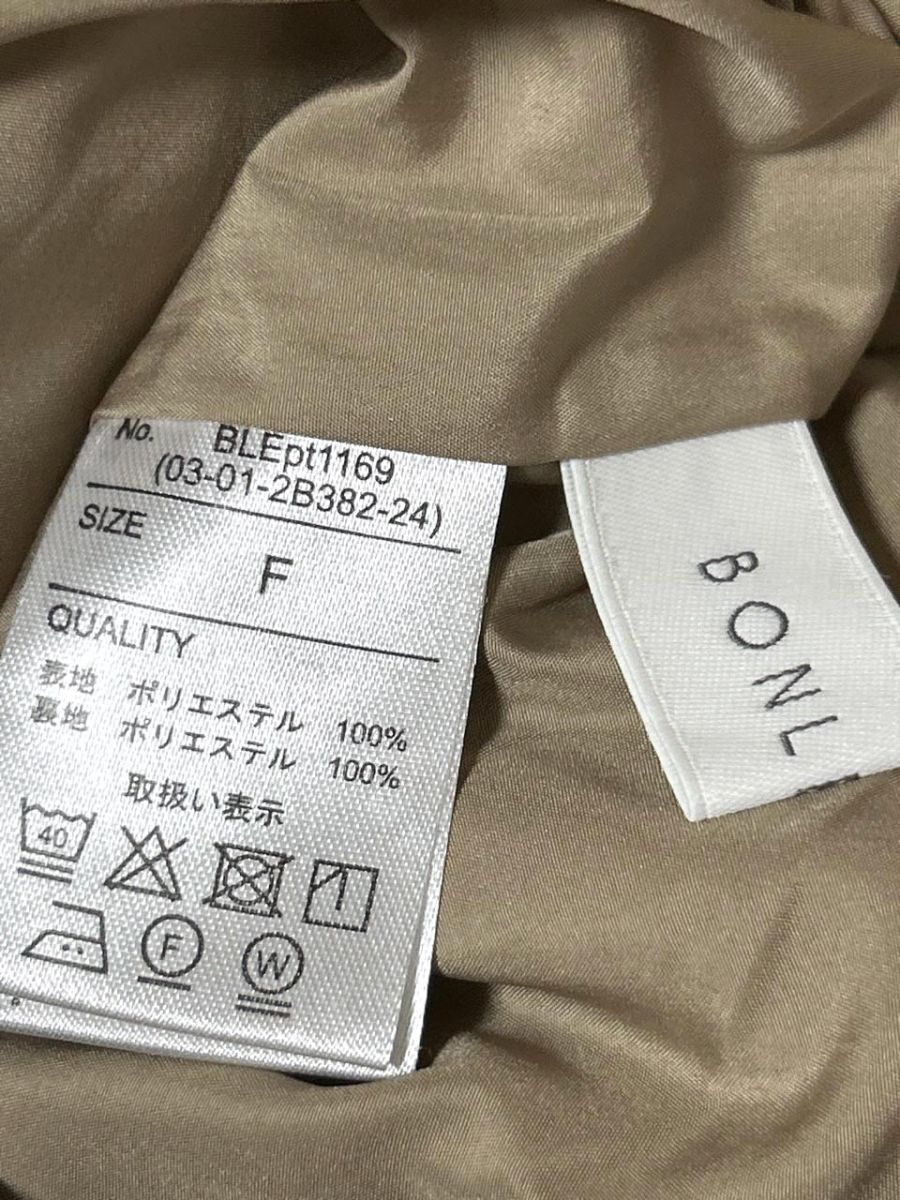 No. BLEpt1169
(03-01-2B382-24)
SIZE
F
QUALITY
表地 ポリエステル 100%
裏地 ポリエステル 100%
取扱い表示
40
F
W
BONL